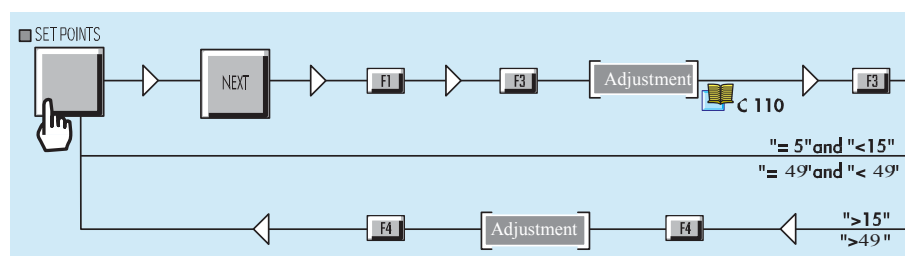 SET POINTS
NEXT F1 F3 Adjustment F3
C 110
"= 5"and "<15"
"= 49"and "< 49"
F4 Adjustment F4 ">15"
">49"